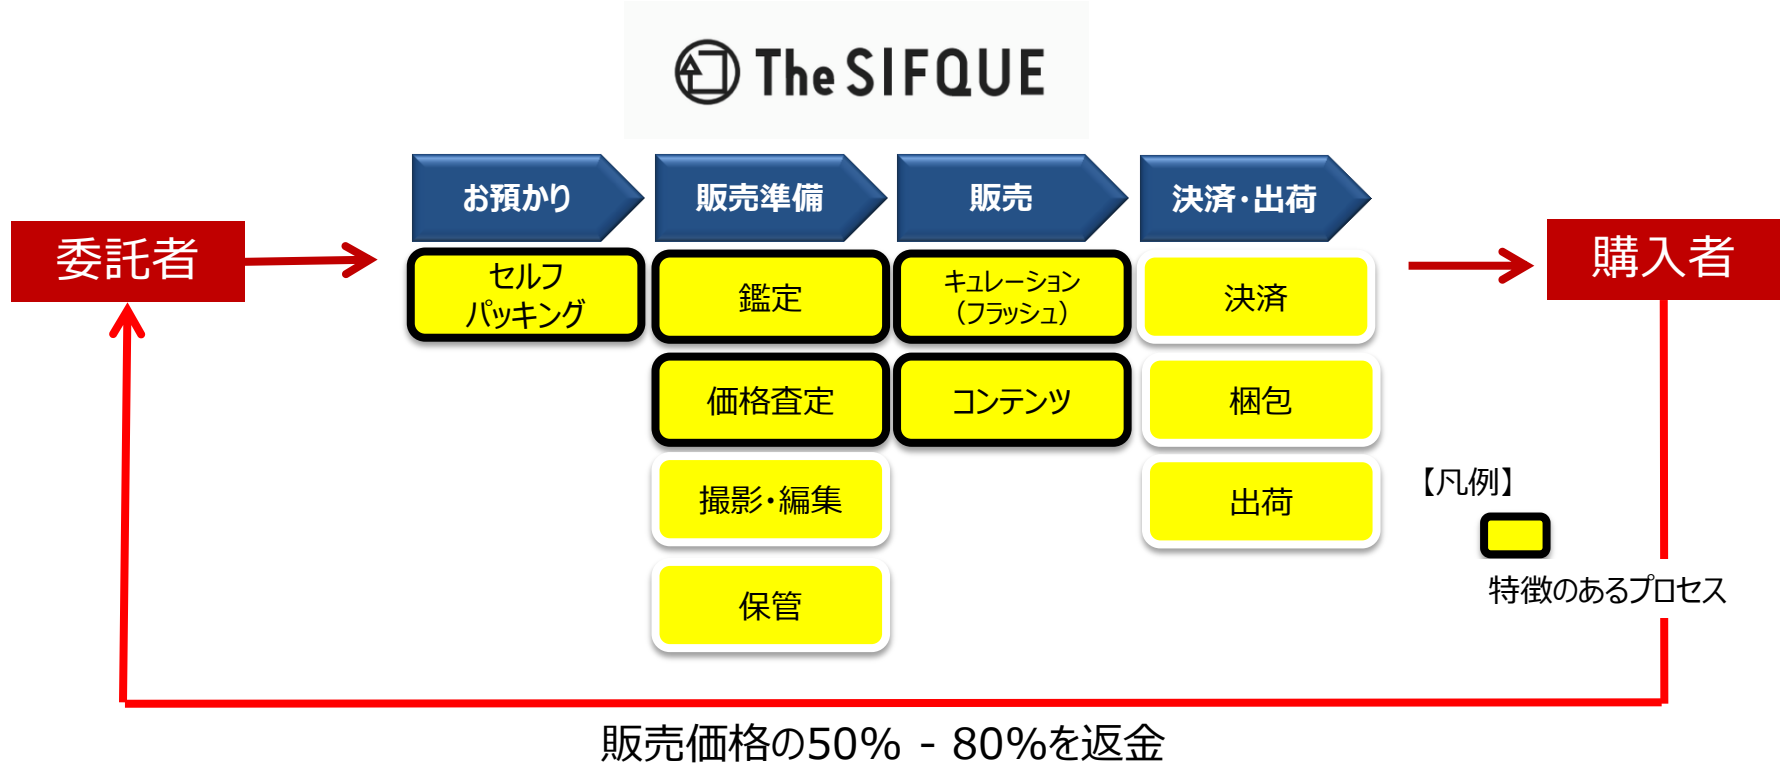 The SIFQUE
お預かり
販売準備
販売
決済・出荷
委託者
購入者
セルフ
パッキング
鑑定
キュレーション
（フラッシュ）
決済
価格査定
コンテンツ
梱包
撮影・編集
出荷
保管
【凡例】
特徴のあるプロセス
販売価格の50% - 80%を返金